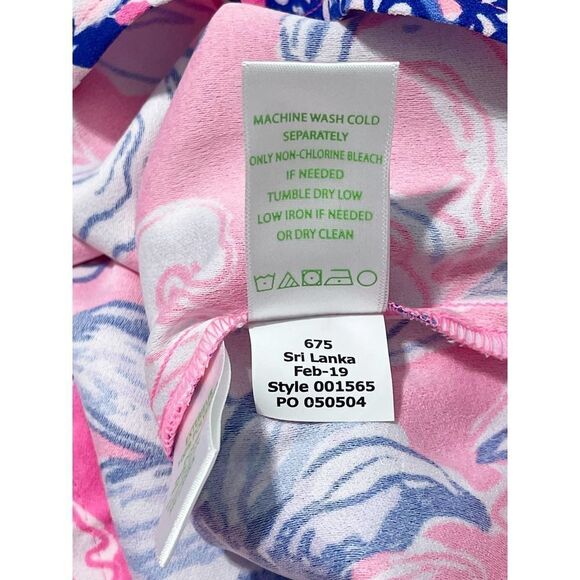 MACHINE WASH COLD
SEPARATELY
ONLY NON-CHLORINE BLEACH
IF NEEDED
TUMBLE DRY LOW
LOW IRON IF NEEDED
OR DRY CLEAN
675
Sri Lanka
Feb-19
Style 001565
PO 050504